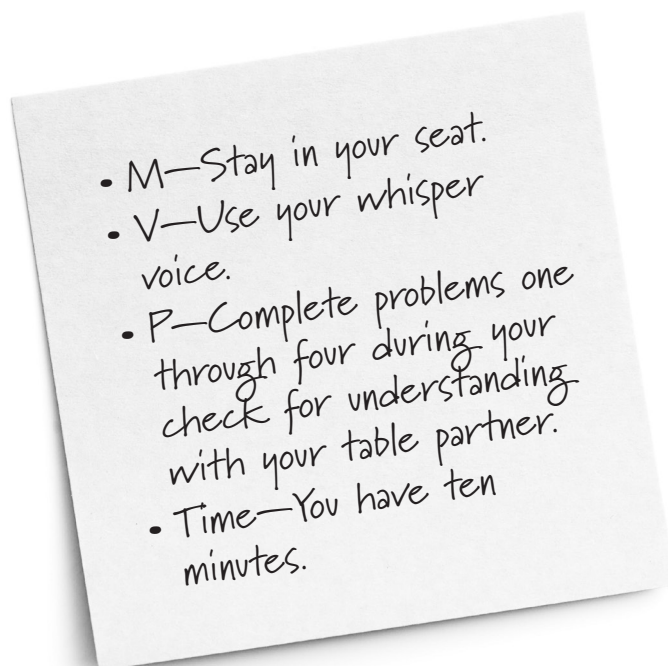 • M—Stay in your seat.
• V—Use your whisper
voice.
• P—Complete problems one
through four during your
check for understanding
with your table partner.
• Time—You have ten
minutes.